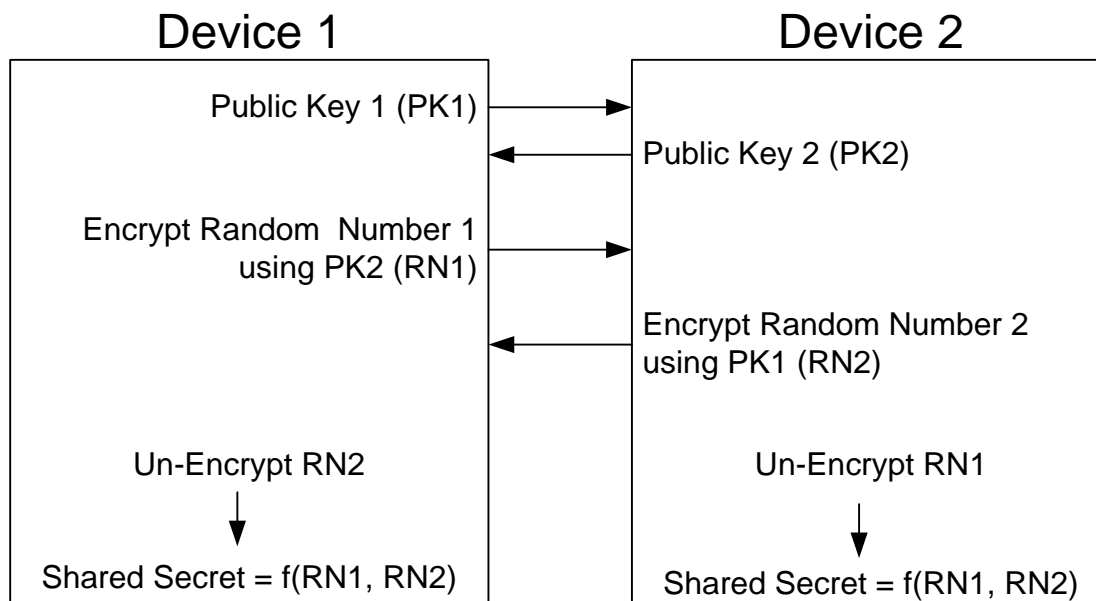 Device 1
Device 2
Public Key 1 (PK1)
Public Key 2 (PK2)
Encrypt Random Number 1
using PK2 (RN1)
Encrypt Random Number 2
using PK1 (RN2)
Un-Encrypt RN2
Un-Encrypt RN1
Shared Secret = f(RN1, RN2)
Shared Secret = f(RN1, RN2)